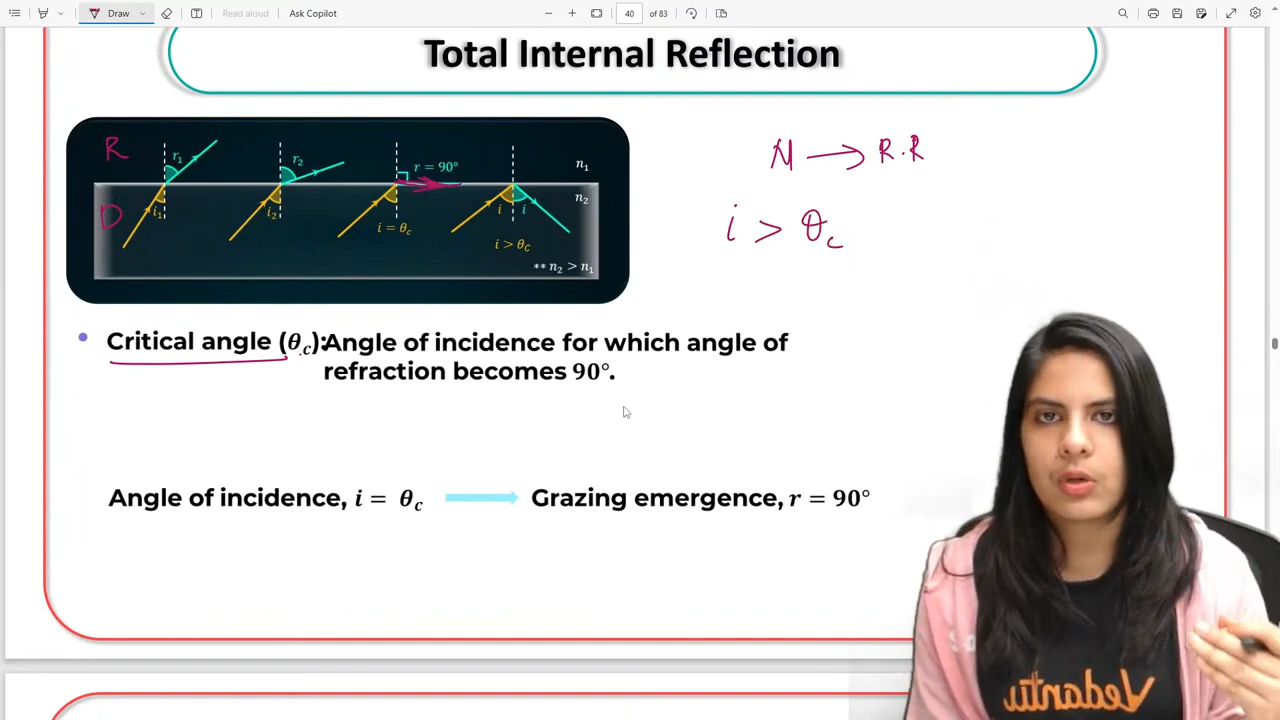 Draw
Read aloud
Ask Copilot
40 of 83
Total Internal Reflection
R
D
r₁
r₂
r = 90°
n₁
n₂
i₁
i₂
i = θc
i
i
i > θC
** n₂ > n₁
N → R.R
i > θc
• Critical angle (θc): Angle of incidence for which angle of
refraction becomes 90°.
Angle of incidence, i = θc → Grazing emergence, r = 90°
Vedantu